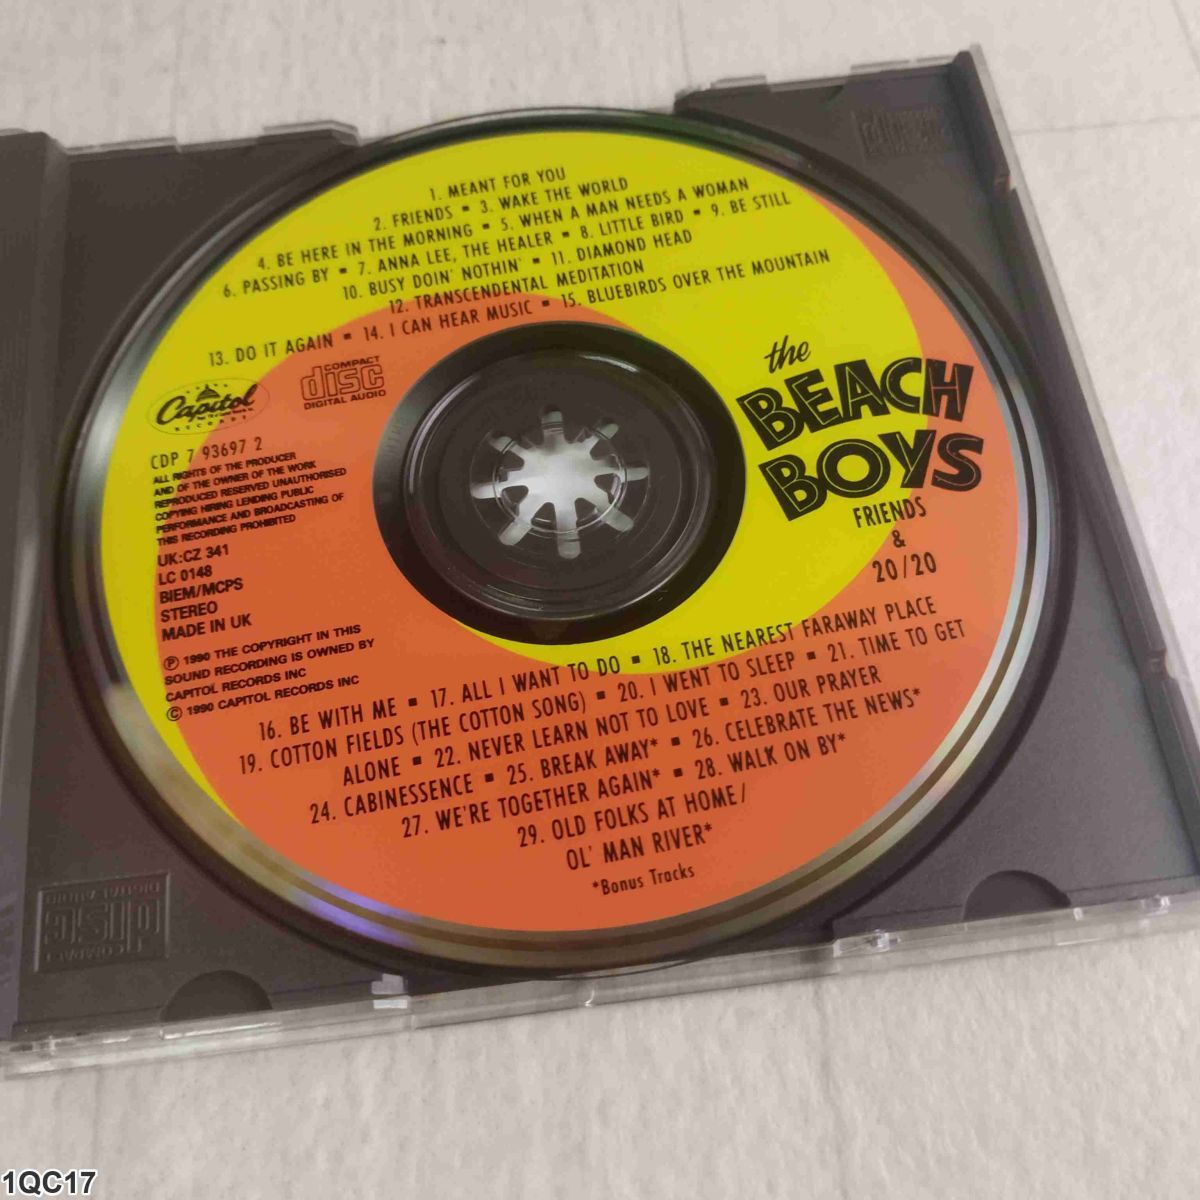 1. MEANT FOR YOU
2. FRIENDS ▪ 3. WAKE THE WORLD
4. BE HERE IN THE MORNING ▪ 5. WHEN A MAN NEEDS A WOMAN
6. PASSING BY ▪ 7. ANNA LEE, THE HEALER ▪ 8. LITTLE BIRD ▪ 9. BE STILL
10. BUSY DOIN' NOTHIN' ▪ 11. DIAMOND HEAD
12. TRANSCENDENTAL MEDITATION
13. DO IT AGAIN ▪ 14. I CAN HEAR MUSIC ▪ 15. BLUEBIRDS OVER THE MOUNTAIN
the
BEACH
BOYS
FRIENDS
&
20/20
Capitol
RECORDS
COMPACT
disc
DIGITAL AUDIO
CDP 7 93697 2
ALL RIGHTS OF THE PRODUCER
AND OF THE OWNER OF THE WORK
REPRODUCED RESERVED UNAUTHORISED
COPYING HIRING LENDING PUBLIC
PERFORMANCE AND BROADCASTING OF
THIS RECORDING PROHIBITED
UK:CZ 341
LC 0148
BIEM/MCPS
STEREO
MADE IN UK
℗ 1990 THE COPYRIGHT IN THIS
SOUND RECORDING IS OWNED BY
CAPITOL RECORDS INC
© 1990 CAPITOL RECORDS INC
16. BE WITH ME ▪ 17. ALL I WANT TO DO ▪ 18. THE NEAREST FARAWAY PLACE
19. COTTON FIELDS (THE COTTON SONG) ▪ 20. I WENT TO SLEEP ▪ 21. TIME TO GET
ALONE ▪ 22. NEVER LEARN NOT TO LOVE ▪ 23. OUR PRAYER
24. CABINESSENCE ▪ 25. BREAK AWAY* ▪ 26. CELEBRATE THE NEWS*
27. WE'RE TOGETHER AGAIN* ▪ 28. WALK ON BY*
29. OLD FOLKS AT HOME/
OL' MAN RIVER*
*Bonus Tracks
COMPACT
disc
DIGITAL AUDIO
1QC17